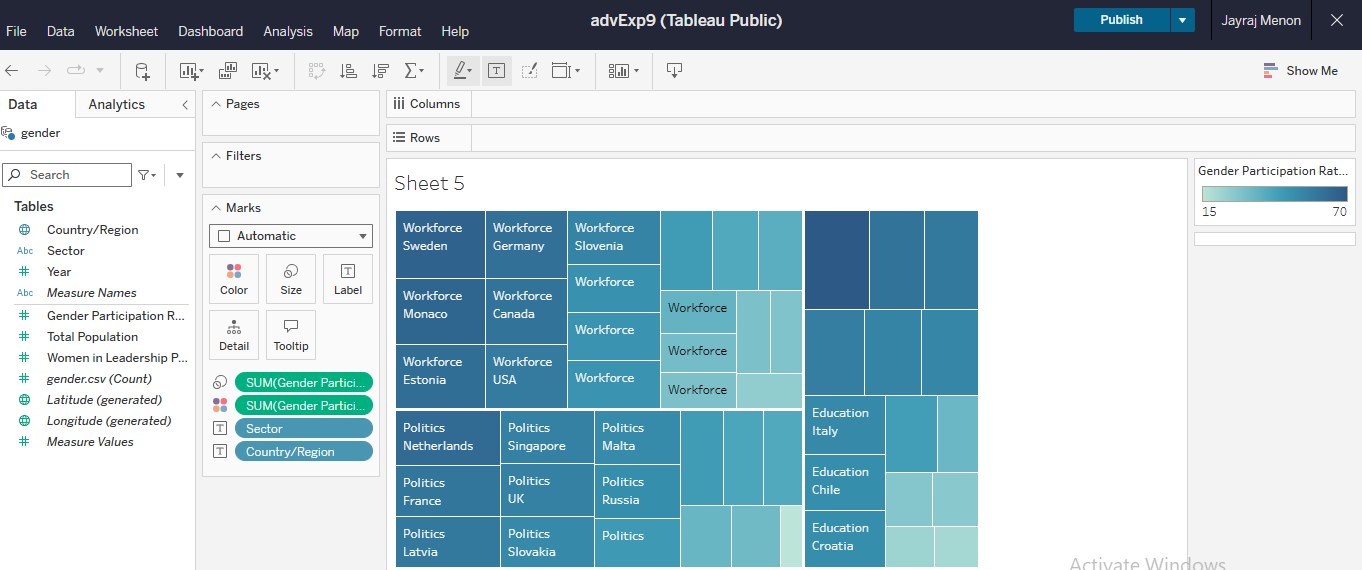 advExp9 (Tableau Public)
Publish
Jayraj Menon
File Data Worksheet Dashboard Analysis Map Format Help
Show Me
Data Analytics
gender
Search
Tables
Country/Region
Abc Sector
Year
Abc Measure Names
Gender Participation R...
Total Population
Women in Leadership P...
gender.csv (Count)
Latitude (generated)
Longitude (generated)
Measure Values
Pages
Filters
Marks
Automatic
Color Size Label
Detail Tooltip
SUM(Gender Partici...
SUM(Gender Partici...
Sector
Country/Region
Columns
Rows
Sheet 5
Workforce
Sweden
Workforce
Germany
Workforce
Slovenia
Workforce
Monaco
Workforce
Canada
Workforce
Workforce
Workforce
Workforce
Estonia
Workforce
USA
Workforce
Workforce
Workforce
Politics
Netherlands
Politics
Singapore
Politics
Malta
Politics
France
Politics
UK
Politics
Russia
Politics
Latvia
Politics
Slovakia
Politics
Education
Italy
Education
Chile
Education
Croatia
Gender Participation Rat...
15 70
Activate Windows